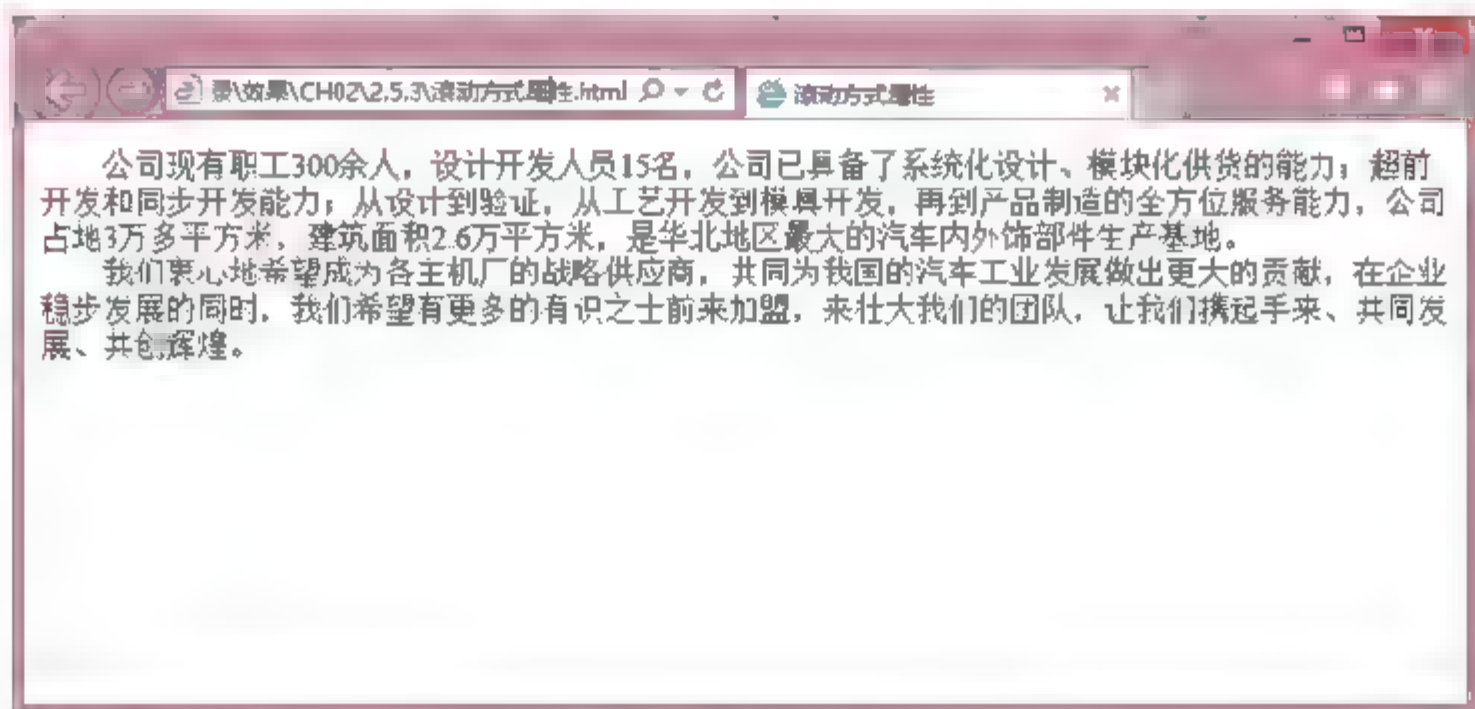 \效果\CH02\2.5.3\滚动方式属性.html
滚动方式属性
公司现有职工300余人，设计开发人员15名，公司已具备了系统化设计、模块化供货的能力；超前
开发和同步开发能力；从设计到验证，从工艺开发到模具开发，再到产品制造的全方位服务能力，公司
占地3万多平方米，建筑面积2.6万平方米，是华北地区最大的汽车内外饰部件生产基地。
我们衷心地希望成为各主机厂的战略供应商，共同为我国的汽车工业发展做出更大的贡献，在企业
稳步发展的同时，我们希望有更多的有识之士前来加盟，来壮大我们的团队，让我们携起手来、共同发
展、共创辉煌。